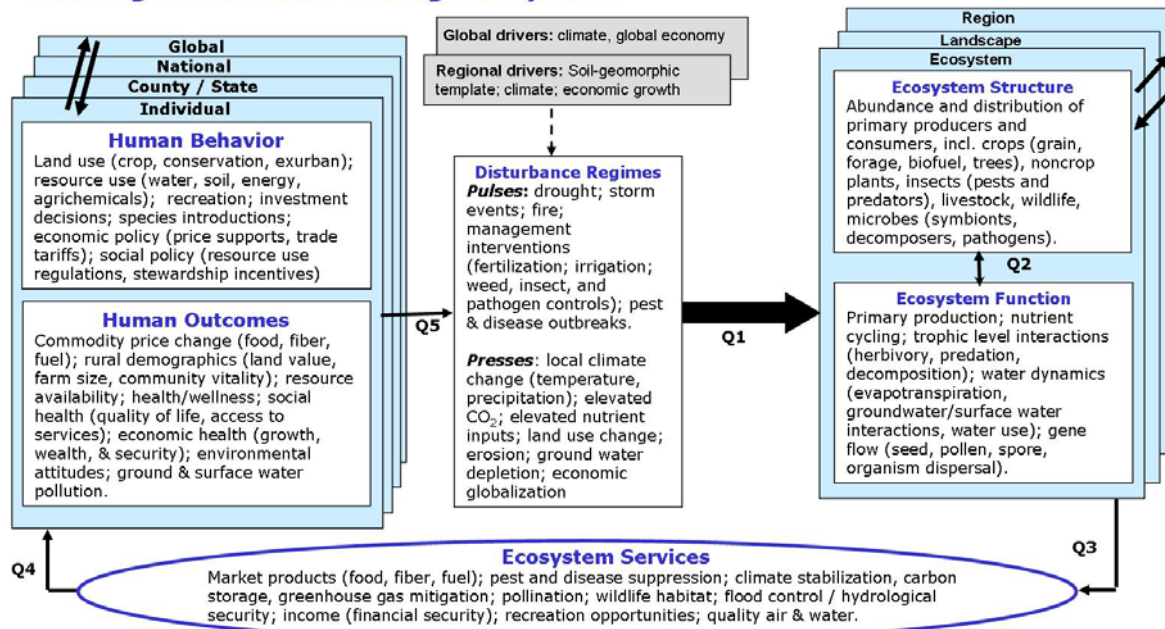 Global
National
County / State
Individual
Human Behavior
Land use (crop, conservation, exurban);
resource use (water, soil, energy,
agrichemicals);  recreation; investment
decisions; species introductions;
economic policy (price supports, trade
tariffs); social policy (resource use
regulations, stewardship incentives)
Human Outcomes
Commodity price change (food, fiber,
fuel); rural demographics (land value,
farm size, community vitality); resource
availability; health/wellness; social
health (quality of life, access to
services); economic health (growth,
wealth, & security); environmental
attitudes; ground & surface water
pollution.
Q5
Global drivers: climate, global economy
Regional drivers: Soil-geomorphic
template; climate; economic growth
Disturbance Regimes
Pulses: drought; storm
events; fire;
management
interventions
(fertilization; irrigation;
weed, insect, and
pathogen controls); pest
& disease outbreaks.
Presses: local climate
change (temperature,
precipitation); elevated
CO₂; elevated nutrient
inputs; land use change;
erosion; ground water
depletion; economic
globalization
Q1
Region
Landscape
Ecosystem
Ecosystem Structure
Abundance and distribution of
primary producers and
consumers, incl. crops (grain,
forage, biofuel, trees), noncrop
plants, insects (pests and
predators), livestock, wildlife,
microbes (symbionts,
decomposers, pathogens).
Q2
Ecosystem Function
Primary production; nutrient
cycling; trophic level interactions
(herbivory, predation,
decomposition); water dynamics
(evapotranspiration,
groundwater/surface water
interactions, water use); gene
flow (seed, pollen, spore,
organism dispersal).
Q3
Q4
Ecosystem Services
Market products (food, fiber, fuel); pest and disease suppression; climate stabilization, carbon
storage, greenhouse gas mitigation; pollination; wildlife habitat; flood control / hydrological
security; income (financial security); recreation opportunities; quality air & water.